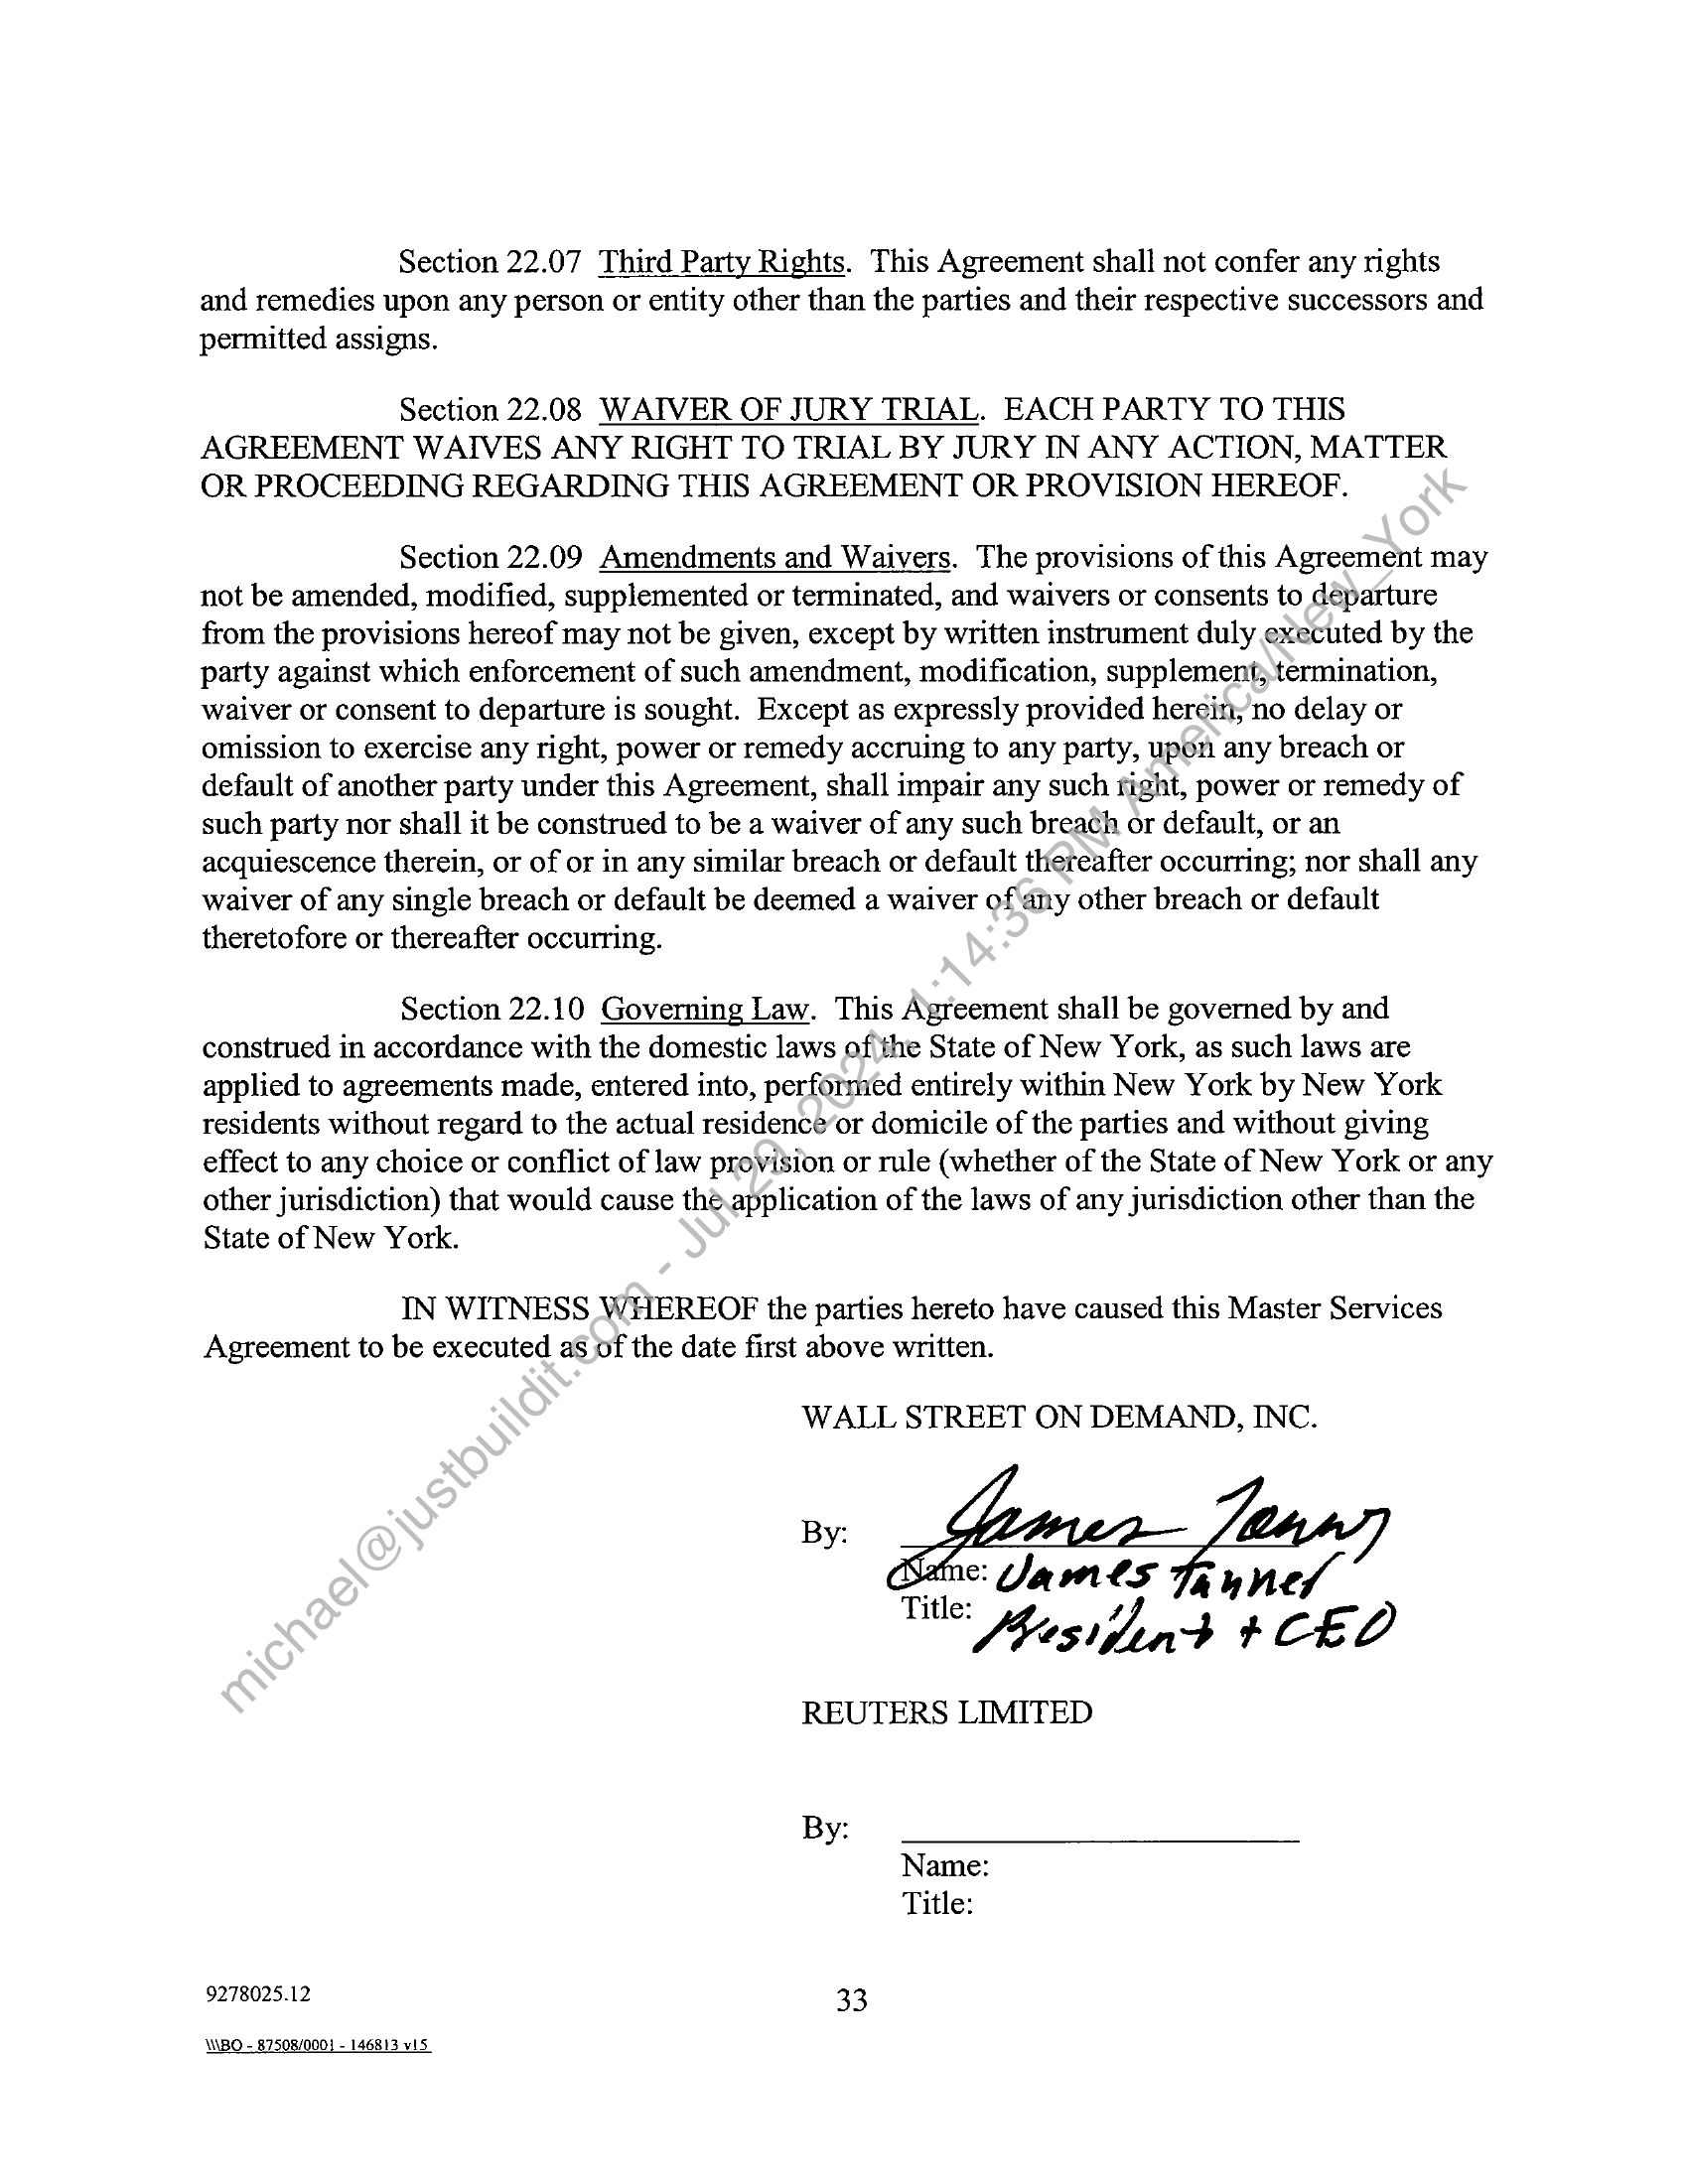 Section 22.07 Third Party Rights. This Agreement shall not confer any rights
and remedies upon any person or entity other than the parties and their respective successors and
permitted assigns.
Section 22.08 WAIVER OF JURY TRIAL. EACH PARTY TO THIS
AGREEMENT WAIVES ANY RIGHT TO TRIAL BY JURY IN ANY ACTION, MATTER
OR PROCEEDING REGARDING THIS AGREEMENT OR PROVISION HEREOF.
Section 22.09 Amendments and Waivers. The provisions of this Agreement may
not be amended, modified, supplemented or terminated, and waivers or consents to departure
from the provisions hereof may not be given, except by written instrument duly executed by the
party against which enforcement of such amendment, modification, supplement, termination,
waiver or consent to departure is sought. Except as expressly provided herein, no delay or
omission to exercise any right, power or remedy accruing to any party, upon any breach or
default of another party under this Agreement, shall impair any such right, power or remedy of
such party nor shall it be construed to be a waiver of any such breach or default, or an
acquiescence therein, or of or in any similar breach or default thereafter occurring; nor shall any
waiver of any single breach or default be deemed a waiver of any other breach or default
theretofore or thereafter occurring.
Section 22.10 Governing Law. This Agreement shall be governed by and
construed in accordance with the domestic laws of the State of New York, as such laws are
applied to agreements made, entered into, performed entirely within New York by New York
residents without regard to the actual residence or domicile of the parties and without giving
effect to any choice or conflict of law provision or rule (whether of the State of New York or any
other jurisdiction) that would cause the application of the laws of any jurisdiction other than the
State of New York.
IN WITNESS WHEREOF the parties hereto have caused this Master Services
Agreement to be executed as of the date first above written.
WALL STREET ON DEMAND, INC.
By: James Tanner
Name: James Tanner
Title: President + CEO
REUTERS LIMITED
By:
Name:
Title:
9278025.12
33
\\\BO - 87508/0001 - 146813 v15
michael@justbuildit.com - Jul 29, 2024, 1:14:36 PM America/New_York